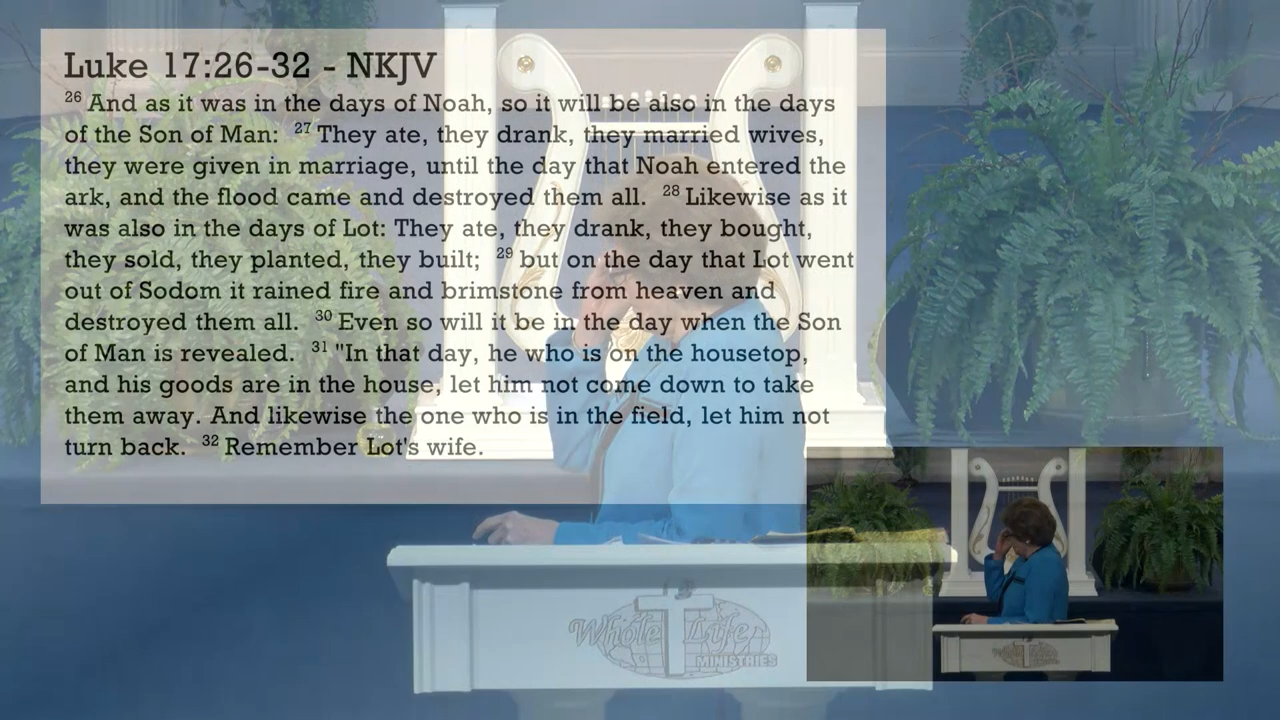 Luke 17:26-32 - NKJV
26 And as it was in the days of Noah, so it will be also in the days
of the Son of Man: 27 They ate, they drank, they married wives,
they were given in marriage, until the day that Noah entered the
ark, and the flood came and destroyed them all. 28 Likewise as it
was also in the days of Lot: They ate, they drank, they bought,
they sold, they planted, they built; 29 but on the day that Lot went
out of Sodom it rained fire and brimstone from heaven and
destroyed them all. 30 Even so will it be in the day when the Son
of Man is revealed. 31 "In that day, he who is on the housetop,
and his goods are in the house, let him not come down to take
them away. And likewise the one who is in the field, let him not
turn back. 32 Remember Lot's wife.
Whole Life
MINISTRIES